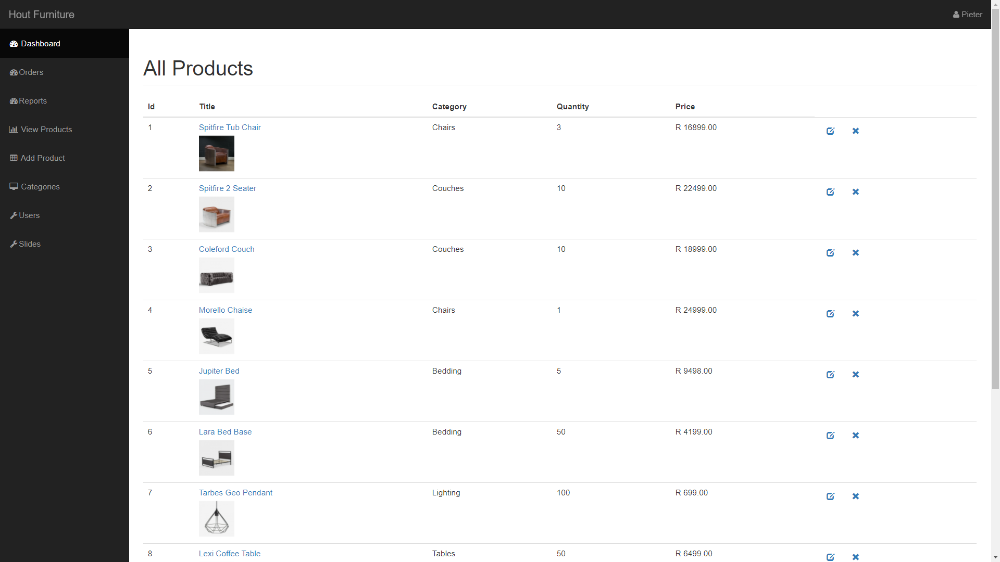 Hout Furniture
Pieter
Dashboard
Orders
Reports
View Products
Add Product
Categories
Users
Slides
All Products
Id Title Category Quantity Price
1 Spitfire Tub Chair Chairs 3 R 16899.00
2 Spitfire 2 Seater Couches 10 R 22499.00
3 Coleford Couch Couches 10 R 18999.00
4 Morello Chaise Chairs 1 R 24999.00
5 Jupiter Bed Bedding 5 R 9498.00
6 Lara Bed Base Bedding 50 R 4199.00
7 Tarbes Geo Pendant Lighting 100 R 699.00
8 Lexi Coffee Table Tables 50 R 6499.00